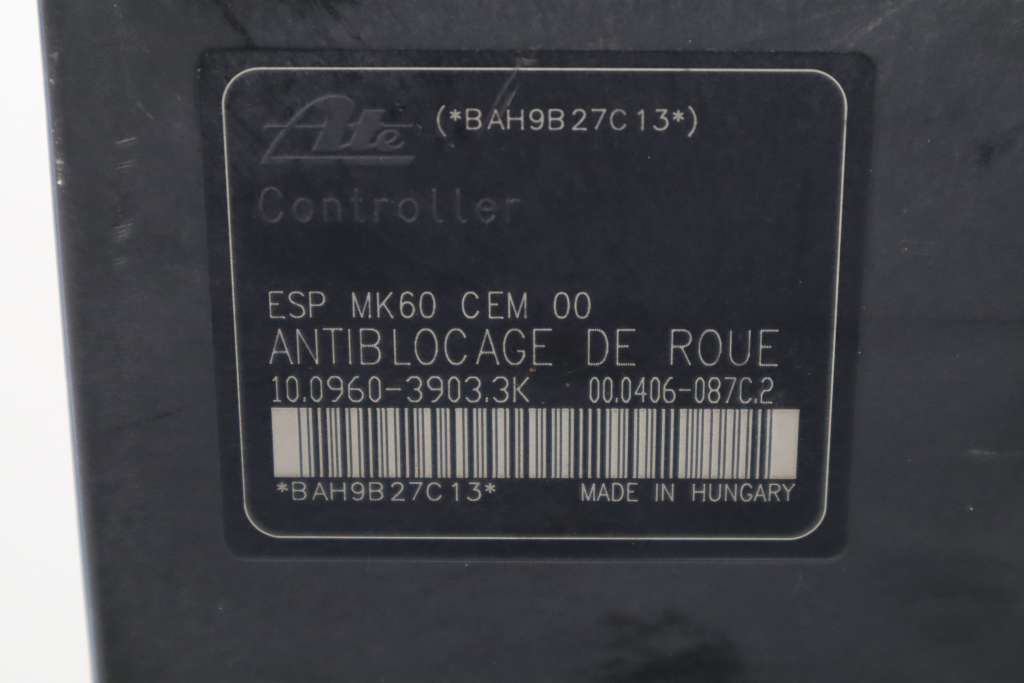 Ate (*BAH9B27C13*)
Controller
ESP MK60 CEM 00
ANTIBLOCAGE DE ROUE
10.0960-3903.3K 00.0406-087C.2
*BAH9B27C13* MADE IN HUNGARY